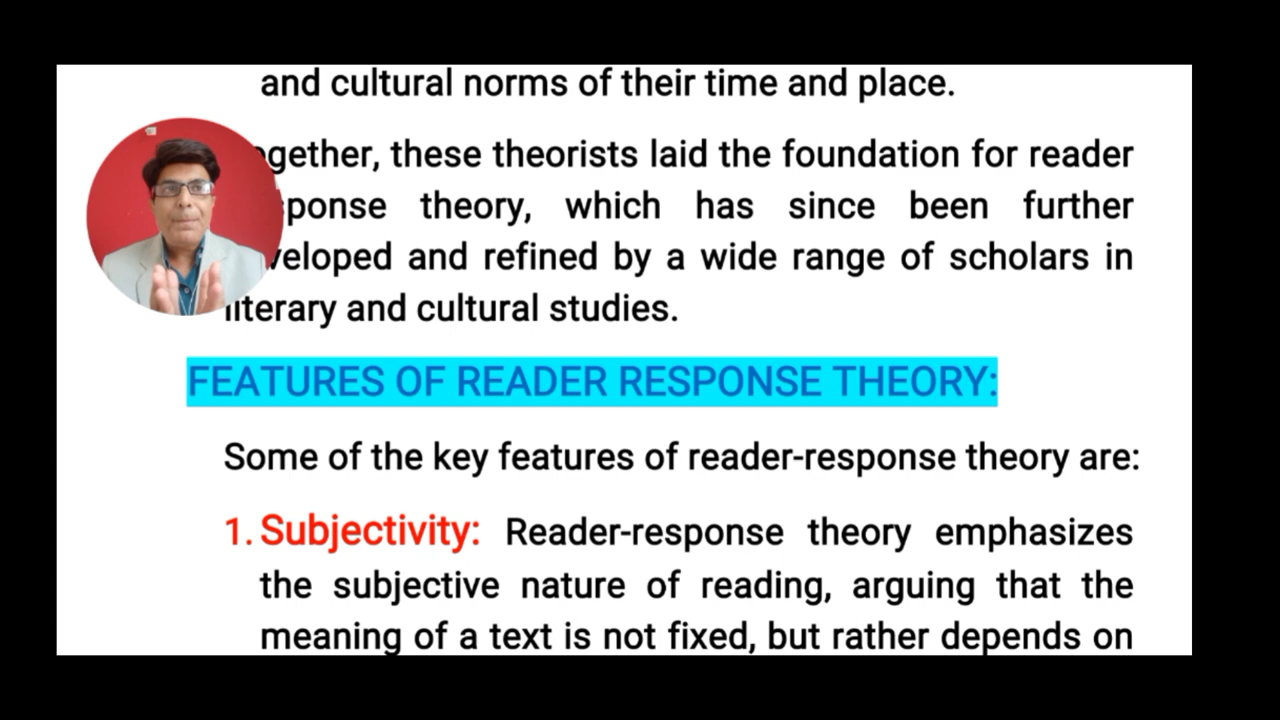 and cultural norms of their time and place.
ogether, these theorists laid the foundation for reader
sponse theory, which has since been further
veloped and refined by a wide range of scholars in
literary and cultural studies.
FEATURES OF READER RESPONSE THEORY:
Some of the key features of reader-response theory are:
1. Subjectivity: Reader-response theory emphasizes
the subjective nature of reading, arguing that the
meaning of a text is not fixed, but rather depends on